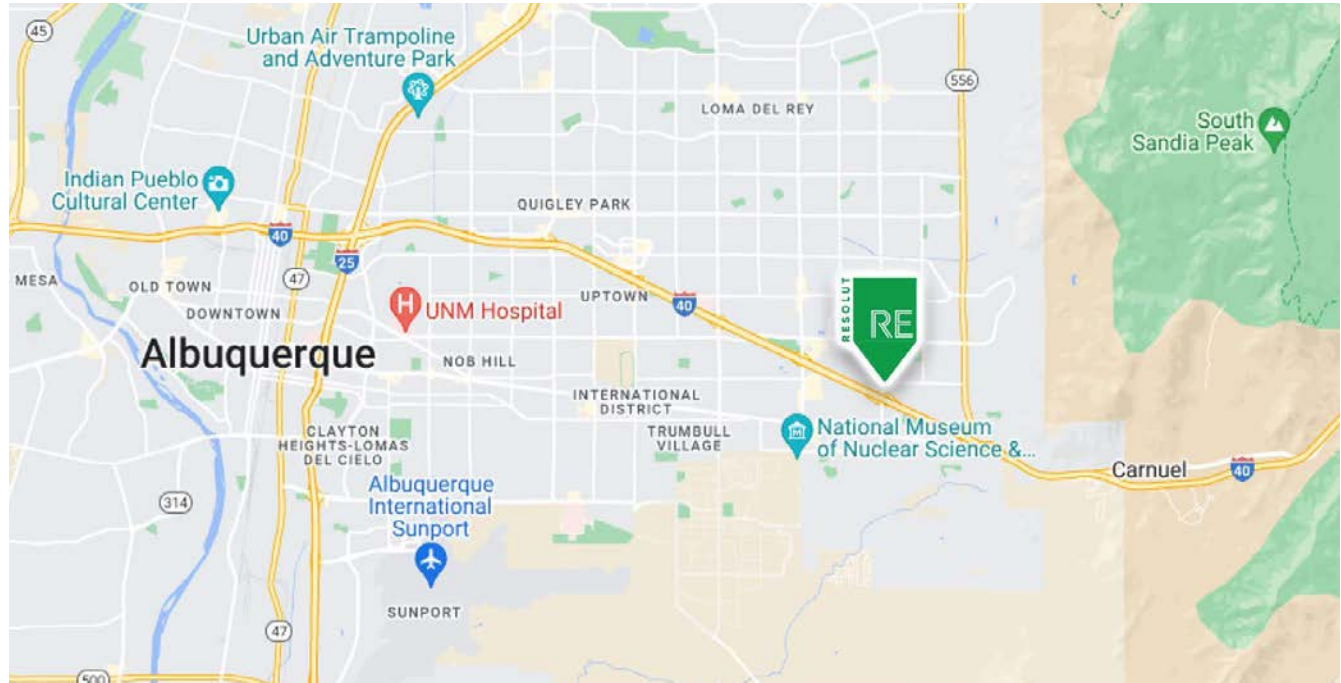 45
Urban Air Trampoline
and Adventure Park
556
LOMA DEL REY
South
Sandia Peak
Indian Pueblo
Cultural Center
QUIGLEY PARK
40
25
47
MESA
OLD TOWN
DOWNTOWN
UNM Hospital
UPTOWN
40
RESOLUT
RE
Albuquerque
NOB HILL
INTERNATIONAL
DISTRICT
CLAYTON
HEIGHTS-LOMAS
DEL CIELO
TRUMBULL
VILLAGE
National Museum
of Nuclear Science &...
Carnuel
40
314
Albuquerque
International
Sunport
SUNPORT
47
500